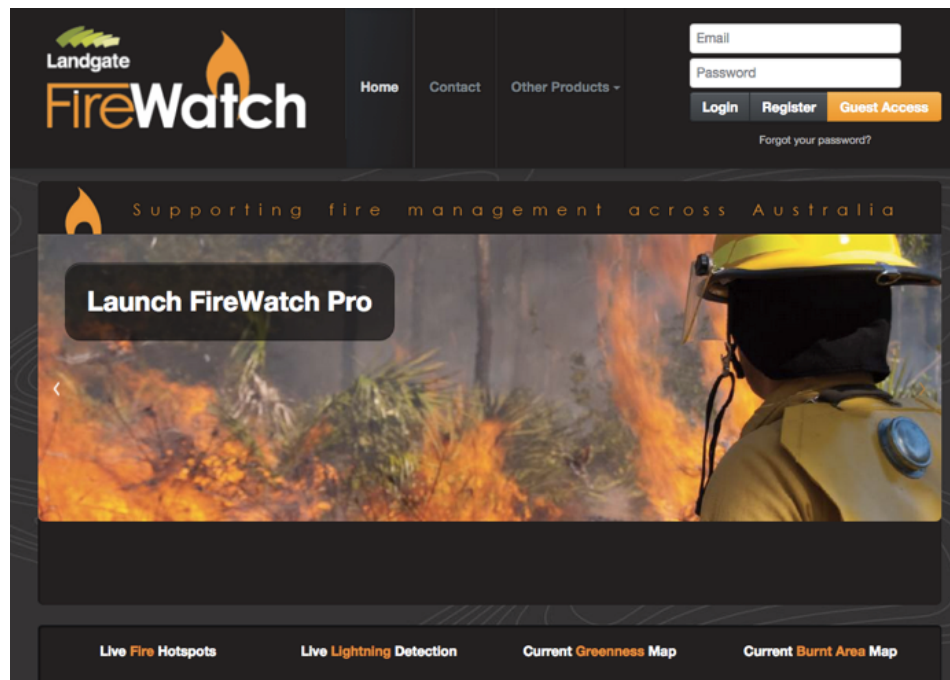 Landgate
FireWatch
Home
Contact
Other Products
Email
Password
Login
Register
Guest Access
Forgot your password?
Supporting fire management across Australia
Launch FireWatch Pro
Live Fire Hotspots
Live Lightning Detection
Current Greenness Map
Current Burnt Area Map